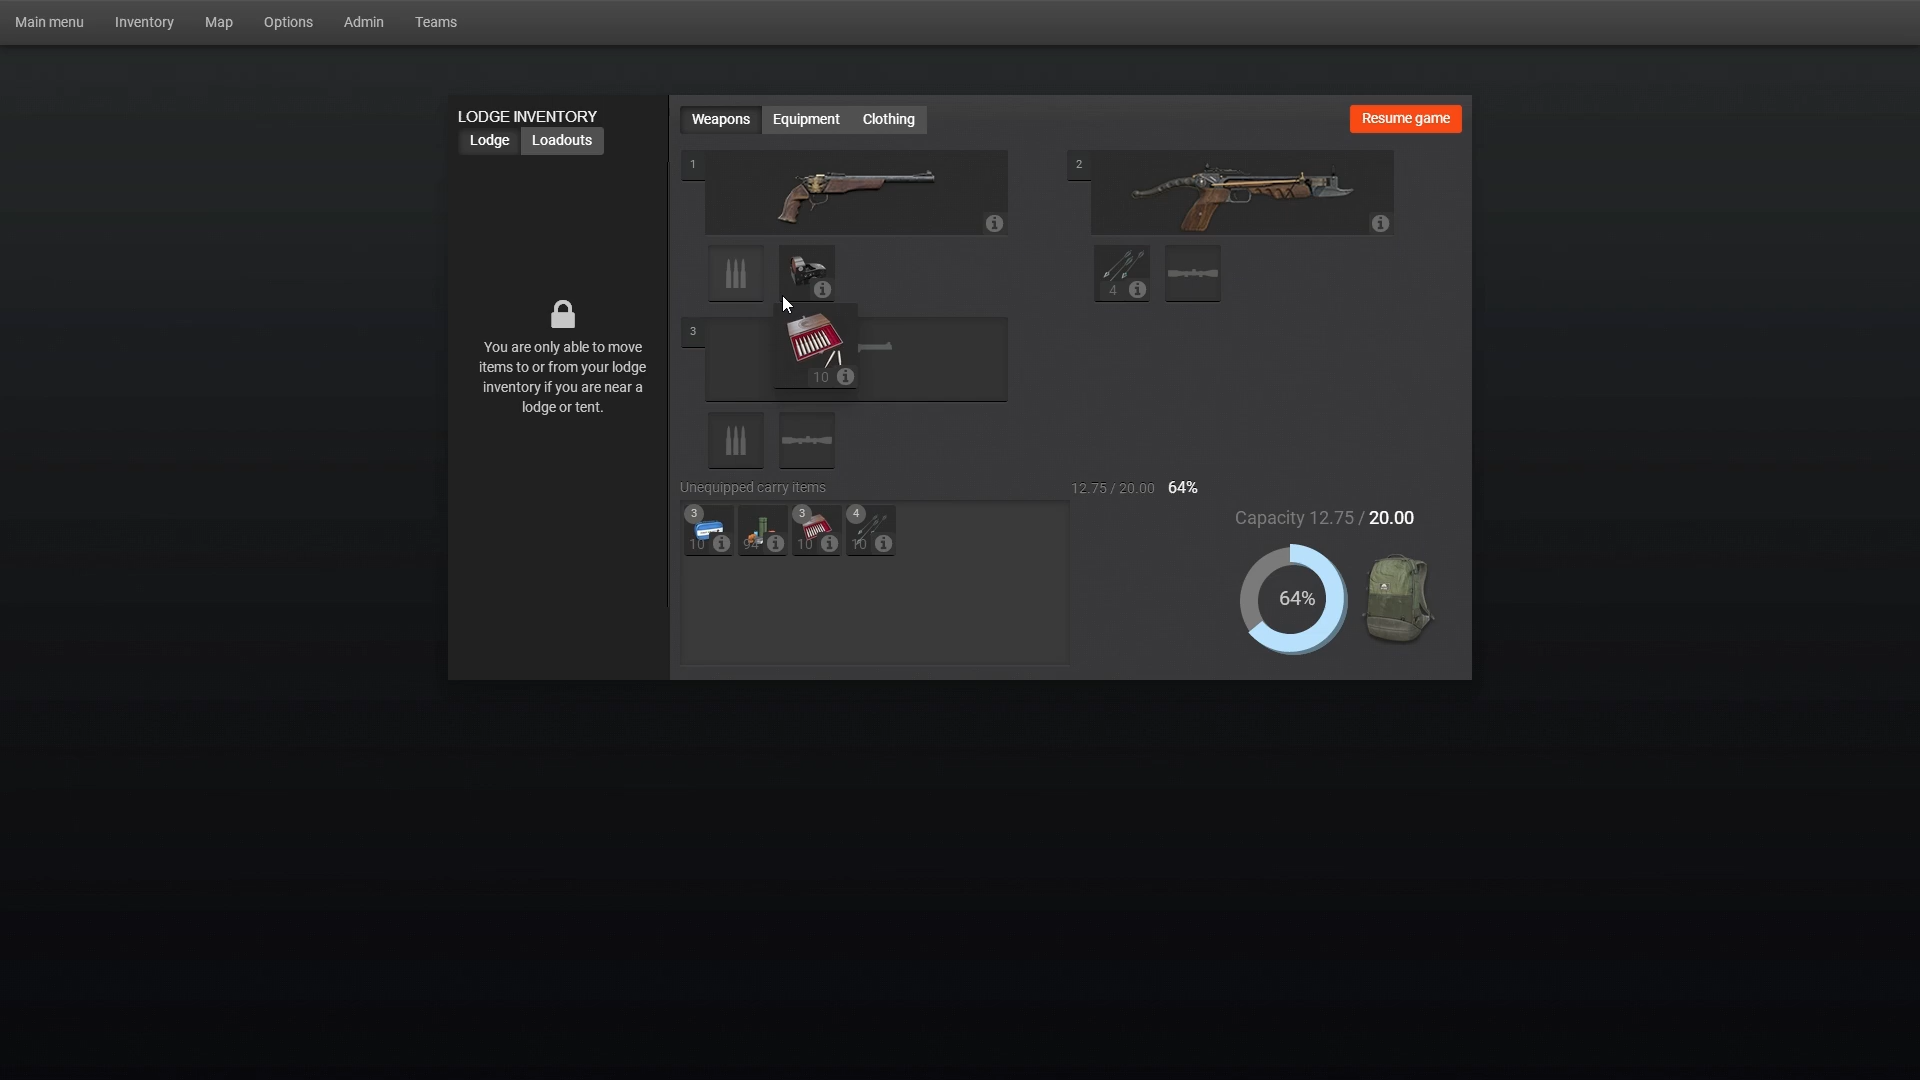 Main menu
Inventory
Map
Options
Admin
Teams
LODGE INVENTORY
Lodge
Loadouts
You are only able to move
items to or from your lodge
inventory if you are near a
lodge or tent.
Weapons
Equipment
Clothing
Resume game
1
2
4
3
10
Unequipped carry items
12.75 / 20.00 64%
3
10
94
3
10
4
10
Capacity 12.75 / 20.00
64%